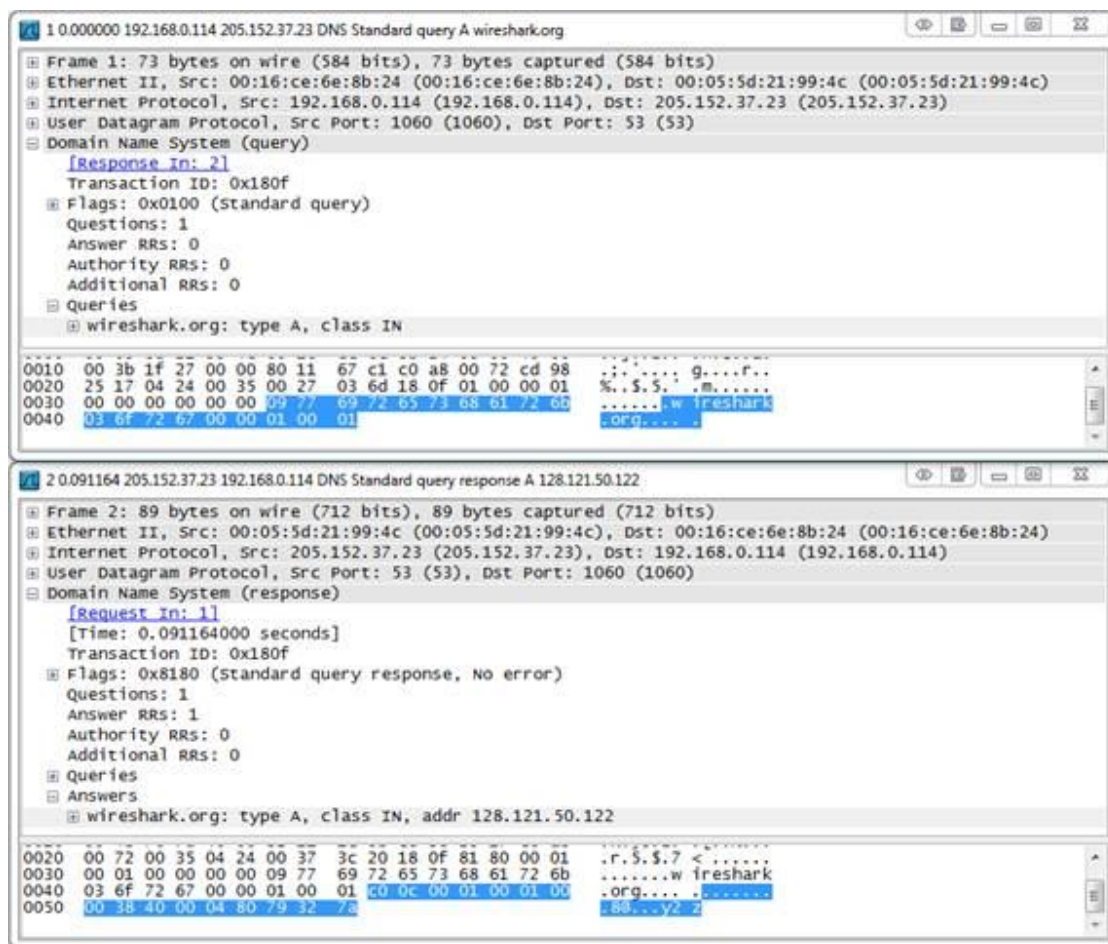 1 0.000000 192.168.0.114 205.152.37.23 DNS Standard query A wireshark.org
Frame 1: 73 bytes on wire (584 bits), 73 bytes captured (584 bits)
Ethernet II, Src: 00:16:ce:6e:8b:24 (00:16:ce:6e:8b:24), Dst: 00:05:5d:21:99:4c (00:05:5d:21:99:4c)
Internet Protocol, Src: 192.168.0.114 (192.168.0.114), Dst: 205.152.37.23 (205.152.37.23)
User Datagram Protocol, Src Port: 1060 (1060), Dst Port: 53 (53)
Domain Name System (query)
[Response In: 2]
Transaction ID: 0x180f
Flags: 0x0100 (Standard query)
Questions: 1
Answer RRs: 0
Authority RRs: 0
Additional RRs: 0
Queries
wireshark.org: type A, class IN
0010 00 3b 1f 27 00 00 80 11 67 c1 c0 a8 00 72 cd 98 .;.'.... g....r..
0020 25 17 04 24 00 35 00 27 03 6d 18 0f 01 00 00 01 %..$.5.' .m......
0030 00 00 00 00 00 00 09 77 69 72 65 73 68 61 72 6b .......w ireshark
0040 03 6f 72 67 00 00 01 00 01 .org.... .
2 0.091164 205.152.37.23 192.168.0.114 DNS Standard query response A 128.121.50.122
Frame 2: 89 bytes on wire (712 bits), 89 bytes captured (712 bits)
Ethernet II, Src: 00:05:5d:21:99:4c (00:05:5d:21:99:4c), Dst: 00:16:ce:6e:8b:24 (00:16:ce:6e:8b:24)
Internet Protocol, Src: 205.152.37.23 (205.152.37.23), Dst: 192.168.0.114 (192.168.0.114)
User Datagram Protocol, Src Port: 53 (53), Dst Port: 1060 (1060)
Domain Name System (response)
[Request In: 1]
[Time: 0.091164000 seconds]
Transaction ID: 0x180f
Flags: 0x8180 (Standard query response, No error)
Questions: 1
Answer RRs: 1
Authority RRs: 0
Additional RRs: 0
Queries
Answers
wireshark.org: type A, class IN, addr 128.121.50.122
0020 00 72 00 35 04 24 00 37 3c 20 18 0f 81 80 00 01 .r.5.$.7 < ......
0030 00 01 00 00 00 00 09 77 69 72 65 73 68 61 72 6b .......w ireshark
0040 03 6f 72 67 00 00 01 00 01 c0 0c 00 01 00 01 00 .org.... ........
0050 00 38 40 00 04 80 79 32 7a .8@...y2 z